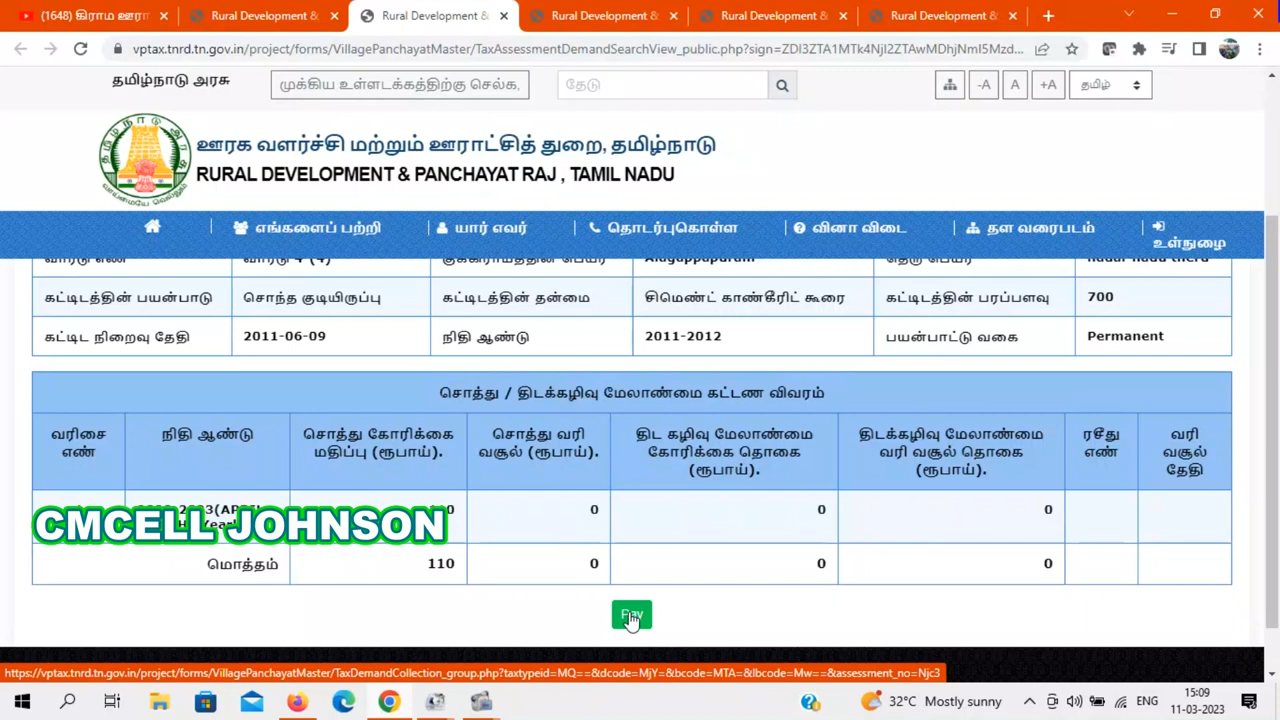 (1648) கிராம ஊரா
Rural Development &
Rural Development &
Rural Development &
Rural Development &
Rural Development &
vptax.tnrd.tn.gov.in/project/forms/VillagePanchayatMaster/TaxAssessmentDemandSearchView_public.php?sign=ZDI3ZTA1MTk4NjI2ZTAwMDhjNmI5Mzd...
தமிழ்நாடு அரசு
முக்கிய உள்ளடக்கத்திற்கு செல்க,
தேடு
-A
A
+A
தமிழ்
ஊரக வளர்ச்சி மற்றும் ஊராட்சித் துறை, தமிழ்நாடு
RURAL DEVELOPMENT & PANCHAYAT RAJ , TAMIL NADU
எங்களைப் பற்றி
யார் எவர்
தொடர்புகொள்ள
வினா விடை
தள வரைபடம்
உள்நுழை
கட்டிடத்தின் பயன்பாடு சொந்த குடியிருப்பு கட்டிடத்தின் தன்மை சிமெண்ட் காண்கீரிட் கூரை கட்டிடத்தின் பரப்பளவு 700
கட்டிட நிறைவு தேதி 2011-06-09 நிதி ஆண்டு 2011-2012 பயன்பாட்டு வகை Permanent
சொத்து / திடக்கழிவு மேலாண்மை கட்டண விவரம்
வரிசை எண்
நிதி ஆண்டு
சொத்து கோரிக்கை மதிப்பு (ரூபாய்).
சொத்து வரி வசூல் (ரூபாய்).
திட கழிவு மேலாண்மை கோரிக்கை தொகை (ரூபாய்).
திடக்கழிவு மேலாண்மை வரி வசூல் தொகை (ரூபாய்).
ரசீது எண்
வரி வசூல் தேதி
0 0 0
CMCELL JOHNSON
மொத்தம் 110 0 0 0
Pay
https://vptax.tnrd.tn.gov.in/project/forms/VillagePanchayatMaster/TaxDemandCollection_group.php?taxtypeid=MQ==&dcode=MjY=&bcode=MTA=&lbcode=Mw==&assessment_no=Njc3
32°C Mostly sunny
ENG
15:09
11-03-2023